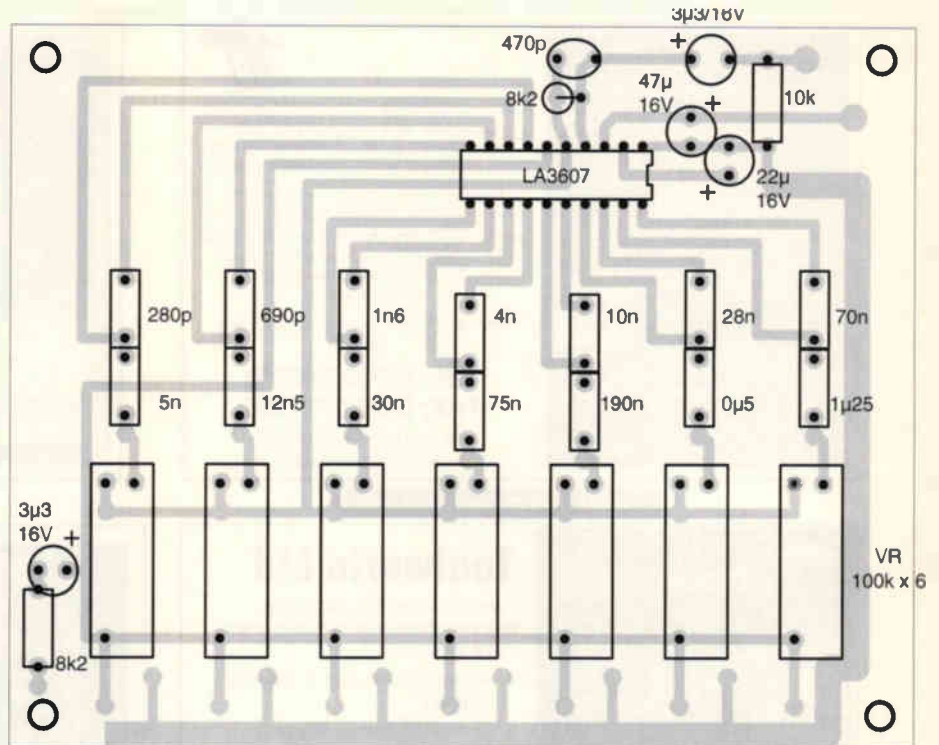 3µ3/16V
470p
8k2
47µ
16V
10k
LA3607
22µ
16V
280p
690p
1n6
4n
10n
28n
70n
5n
12n5
30n
75n
190n
0µ5
1µ25
3µ3
16V
VR
100k x 6
8k2